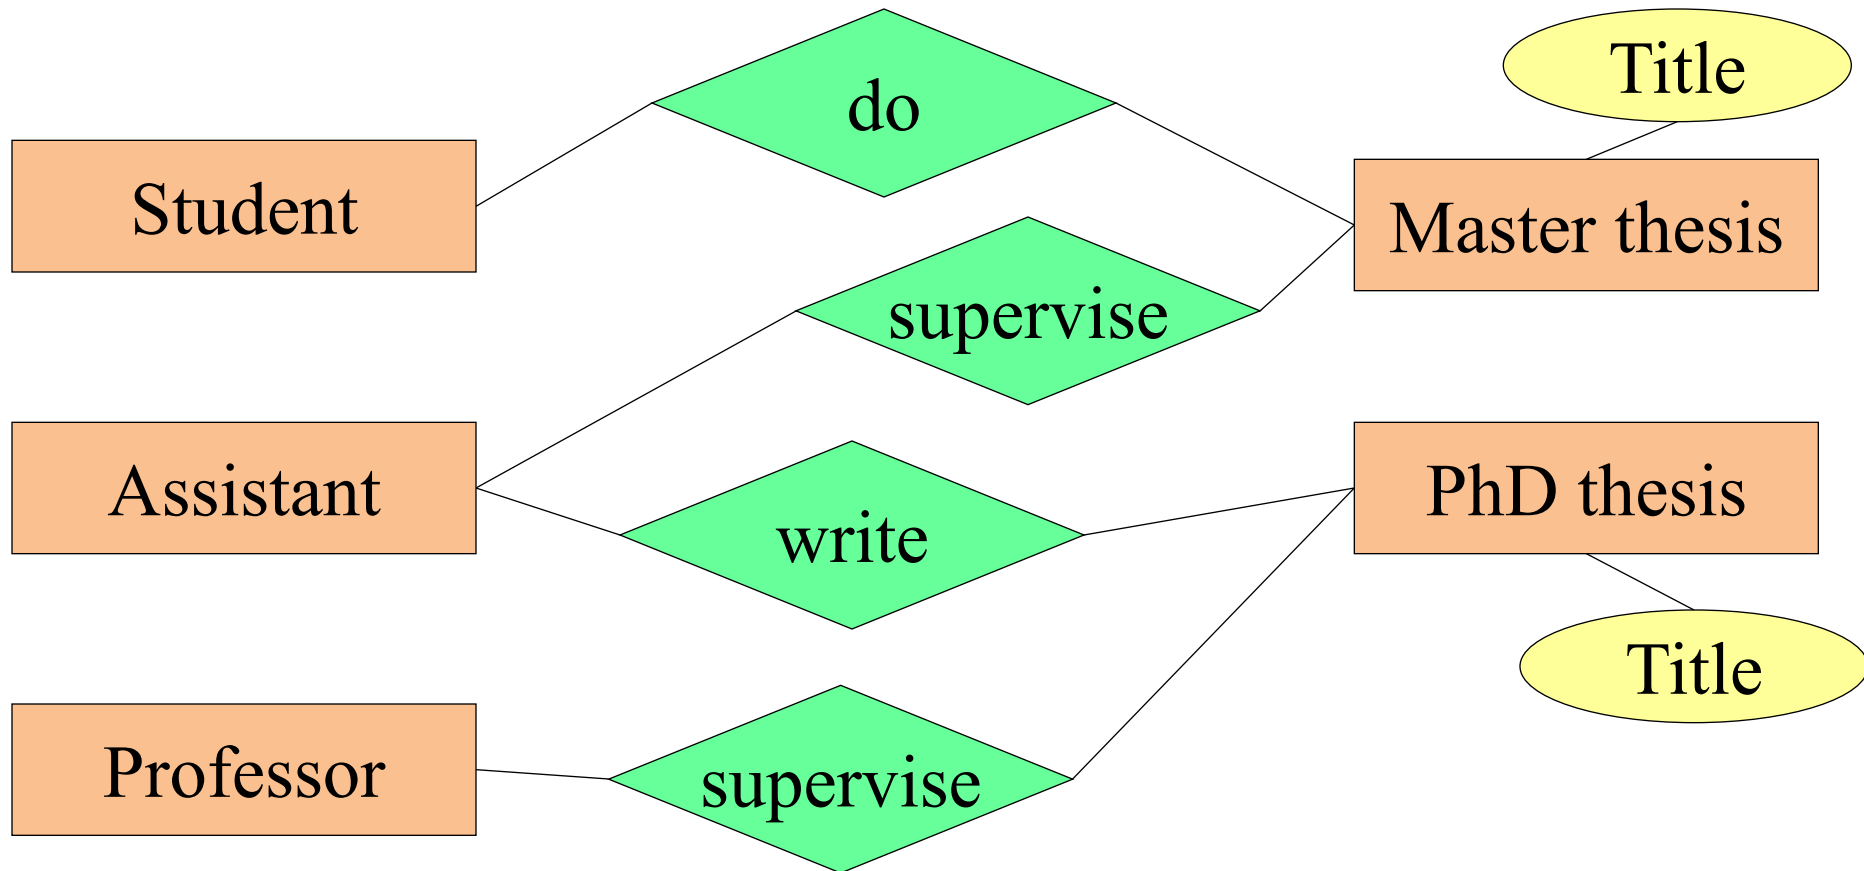 do
Title
Student
Master thesis
supervise
Assistant
PhD thesis
write
Title
Professor
supervise